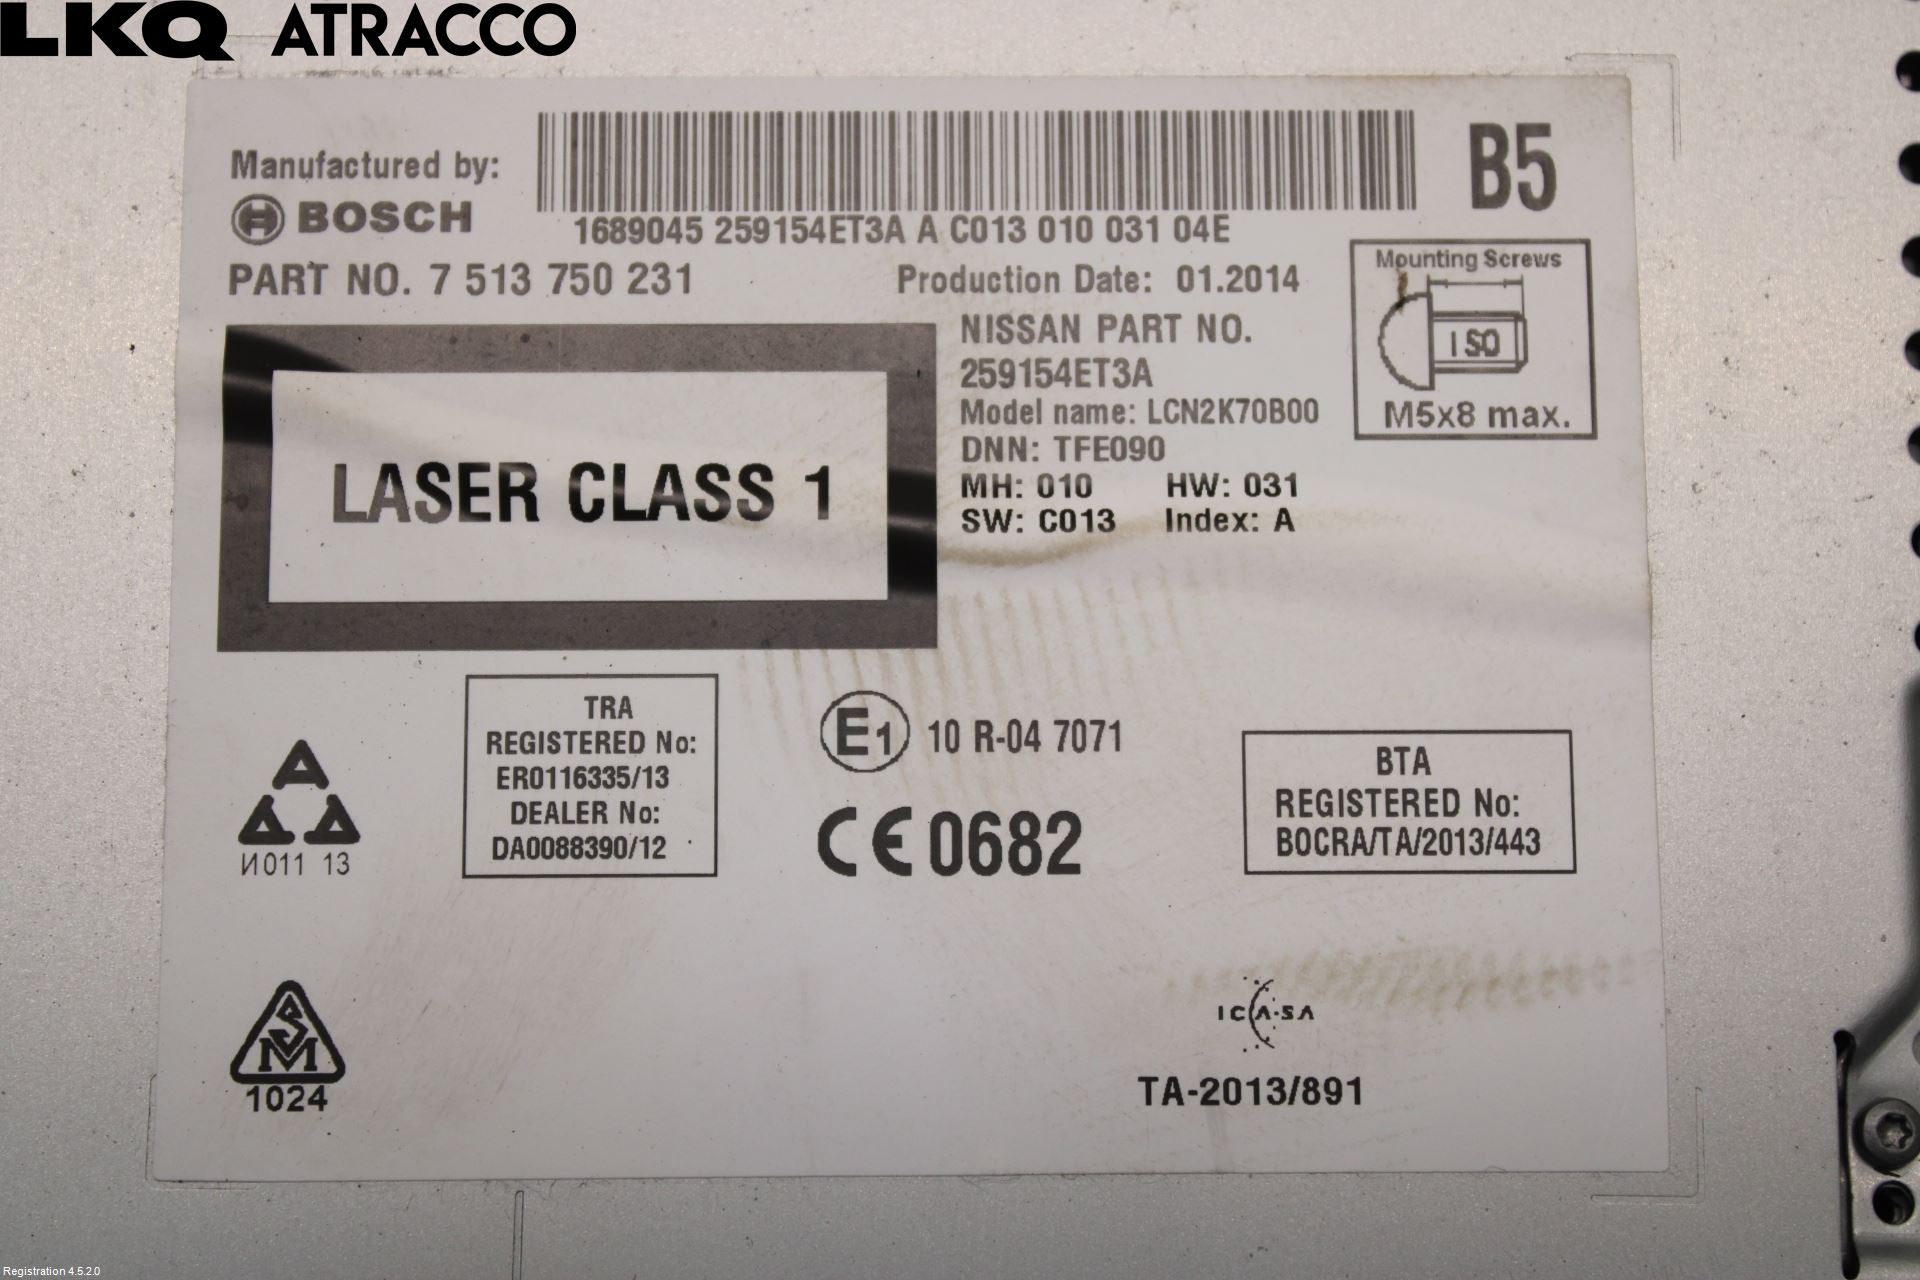 LKQ ATRACCO
Manufactured by:
BOSCH
1689045 259154ET3A A C013 010 031 04E
B5
PART NO. 7 513 750 231
Production Date: 01.2014
Mounting Screws
ISO
M5x8 max.
NISSAN PART NO.
259154ET3A
Model name: LCN2K70B00
DNN: TFE090
MH: 010 HW: 031
SW: C013 Index: A
LASER CLASS 1
TRA
REGISTERED No:
ER0116335/13
DEALER No:
DA0088390/12
E1 10 R-04 7071
CE 0682
BTA
REGISTERED No:
BOCRA/TA/2013/443
A
И011 13
SM
1024
ICASA
TA-2013/891
Registration 4.5.2.0